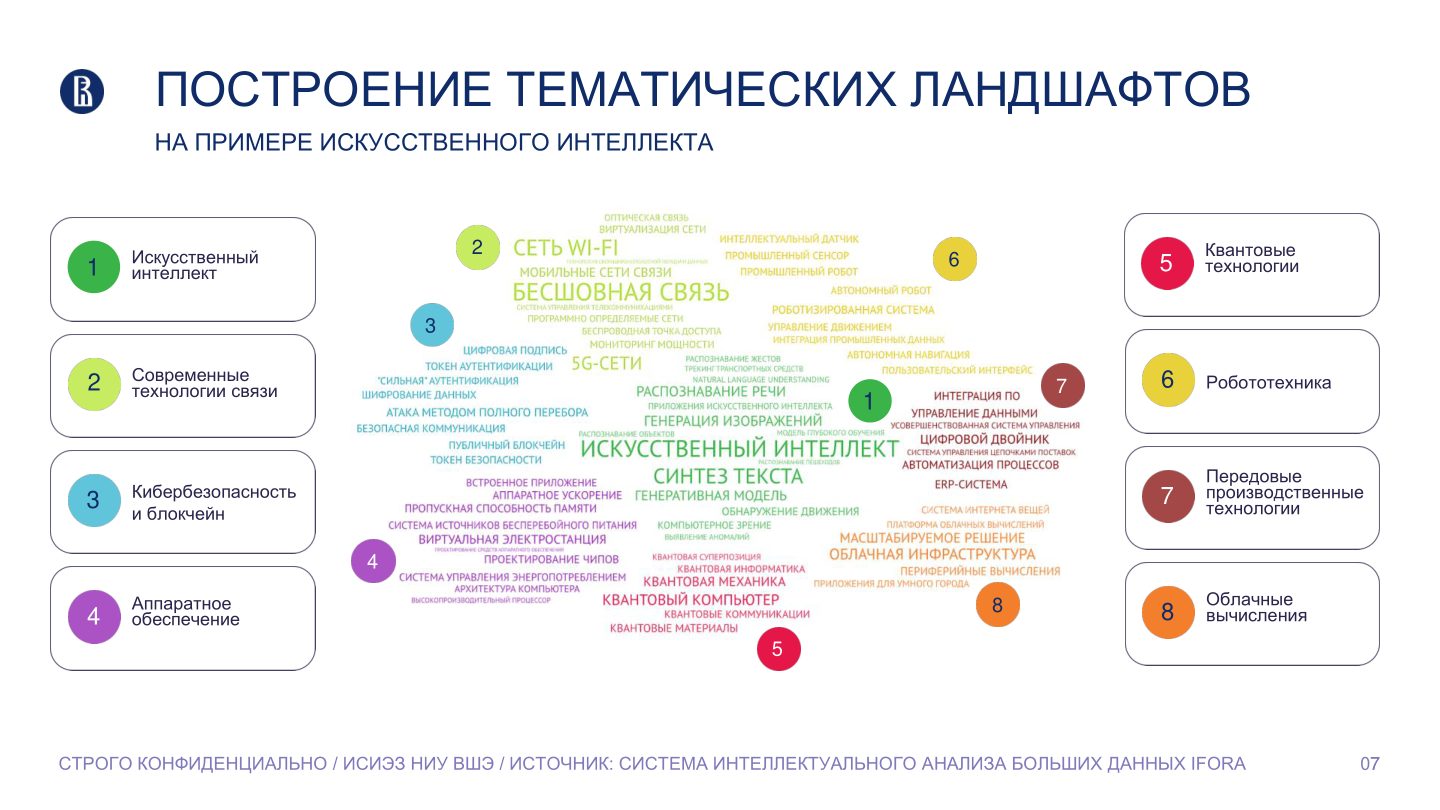 ПОСТРОЕНИЕ ТЕМАТИЧЕСКИХ ЛАНДШАФТОВ
НА ПРИМЕРЕ ИСКУССТВЕННОГО ИНТЕЛЛЕКТА
1
Искусственный
интеллект
2
Современные
технологии связи
3
Кибербезопасность
и блокчейн
4
Аппаратное
обеспечение
2
ОПТИЧЕСКАЯ СВЯЗЬ
ВИРТУАЛИЗАЦИЯ СЕТИ
СЕТЬ WI-FI
МОБИЛЬНЫЕ СЕТИ СВЯЗИ
БЕСШОВНАЯ СВЯЗЬ
СИСТЕМА УПРАВЛЕНИЯ ТЕЛЕКОММУНИКАЦИЯМИ
ПРОГРАММНО ОПРЕДЕЛЯЕМЫЕ СЕТИ
БЕСПРОВОДНАЯ ТОЧКА ДОСТУПА
МОНИТОРИНГ МОЩНОСТИ
5G-СЕТИ
6
ИНТЕЛЛЕКТУАЛЬНЫЙ ДАТЧИК
ПРОМЫШЛЕННЫЙ СЕНСОР
ПРОМЫШЛЕННЫЙ РОБОТ
АВТОНОМНЫЙ РОБОТ
РОБОТИЗИРОВАННАЯ СИСТЕМА
УПРАВЛЕНИЕ ДВИЖЕНИЕМ
ИНТЕГРАЦИЯ ПРОМЫШЛЕННЫХ ДАННЫХ
АВТОНОМНАЯ НАВИГАЦИЯ
ПОЛЬЗОВАТЕЛЬСКИЙ ИНТЕРФЕЙС
3
ЦИФРОВАЯ ПОДПИСЬ
ТОКЕН АУТЕНТИФИКАЦИИ
"СИЛЬНАЯ" АУТЕНТИФИКАЦИЯ
ШИФРОВАНИЕ ДАННЫХ
АТАКА МЕТОДОМ ПОЛНОГО ПЕРЕБОРА
БЕЗОПАСНАЯ КОММУНИКАЦИЯ
ПУБЛИЧНЫЙ БЛОКЧЕЙН
ТОКЕН БЕЗОПАСНОСТИ
1
РАСПОЗНАВАНИЕ ЖЕСТОВ
ТРЕКИНГ ТРАНСПОРТНЫХ СРЕДСТВ
NATURAL LANGUAGE UNDERSTANDING
РАСПОЗНАВАНИЕ РЕЧИ
ПРИЛОЖЕНИЯ ИСКУССТВЕННОГО ИНТЕЛЛЕКТА
ГЕНЕРАЦИЯ ИЗОБРАЖЕНИЙ
РАСПОЗНАВАНИЕ ОБЪЕКТОВ
МОДЕЛЬ ГЛУБОКОГО ОБУЧЕНИЯ
ИСКУССТВЕННЫЙ ИНТЕЛЛЕКТ
РАСПОЗНАВАНИЕ ПЕШЕХОДОВ
СИНТЕЗ ТЕКСТА
ГЕНЕРАТИВНАЯ МОДЕЛЬ
ОБНАРУЖЕНИЕ ДВИЖЕНИЯ
КОМПЬЮТЕРНОЕ ЗРЕНИЕ
ВЫЯВЛЕНИЕ АНОМАЛИЙ
7
ИНТЕГРАЦИЯ ПО
УПРАВЛЕНИЕ ДАННЫМИ
УСОВЕРШЕНСТВОВАННАЯ СИСТЕМА УПРАВЛЕНИЯ
ЦИФРОВОЙ ДВОЙНИК
СИСТЕМА УПРАВЛЕНИЯ ЦЕПОЧКАМИ ПОСТАВОК
АВТОМАТИЗАЦИЯ ПРОЦЕССОВ
ERP-СИСТЕМА
4
ВСТРОЕННОЕ ПРИЛОЖЕНИЕ
АППАРАТНОЕ УСКОРЕНИЕ
ПРОПУСКНАЯ СПОСОБНОСТЬ ПАМЯТИ
СИСТЕМА ИСТОЧНИКОВ БЕСПЕРЕБОЙНОГО ПИТАНИЯ
ВИРТУАЛЬНАЯ ЭЛЕКТРОСТАНЦИЯ
ПРОЕКТИРОВАНИЕ СРЕДСТВ АППАРАТНОГО ОБЕСПЕЧЕНИЯ
ПРОЕКТИРОВАНИЕ ЧИПОВ
СИСТЕМА УПРАВЛЕНИЯ ЭНЕРГОПОТРЕБЛЕНИЕМ
АРХИТЕКТУРА КОМПЬЮТЕРА
ВЫСОКОПРОИЗВОДИТЕЛЬНЫЙ ПРОЦЕССОР
КВАНТОВАЯ СУПЕРПОЗИЦИЯ
КВАНТОВАЯ ИНФОРМАТИКА
КВАНТОВАЯ МЕХАНИКА
КВАНТОВЫЙ КОМПЬЮТЕР
КВАНТОВЫЕ КОММУНИКАЦИИ
КВАНТОВЫЕ МАТЕРИАЛЫ
5
СИСТЕМА ИНТЕРНЕТА ВЕЩЕЙ
ПЛАТФОРМА ОБЛАЧНЫХ ВЫЧИСЛЕНИЙ
МАСШТАБИРУЕМОЕ РЕШЕНИЕ
ОБЛАЧНАЯ ИНФРАСТРУКТУРА
ПЕРИФЕРИЙНЫЕ ВЫЧИСЛЕНИЯ
ПРИЛОЖЕНИЯ ДЛЯ УМНОГО ГОРОДА
8
5
Квантовые
технологии
6
Робототехника
7
Передовые
производственные
технологии
8
Облачные
вычисления
СТРОГО КОНФИДЕНЦИАЛЬНО / ИСИЭЗ НИУ ВШЭ / ИСТОЧНИК: СИСТЕМА ИНТЕЛЛЕКТУАЛЬНОГО АНАЛИЗА БОЛЬШИХ ДАННЫХ IFORA
07